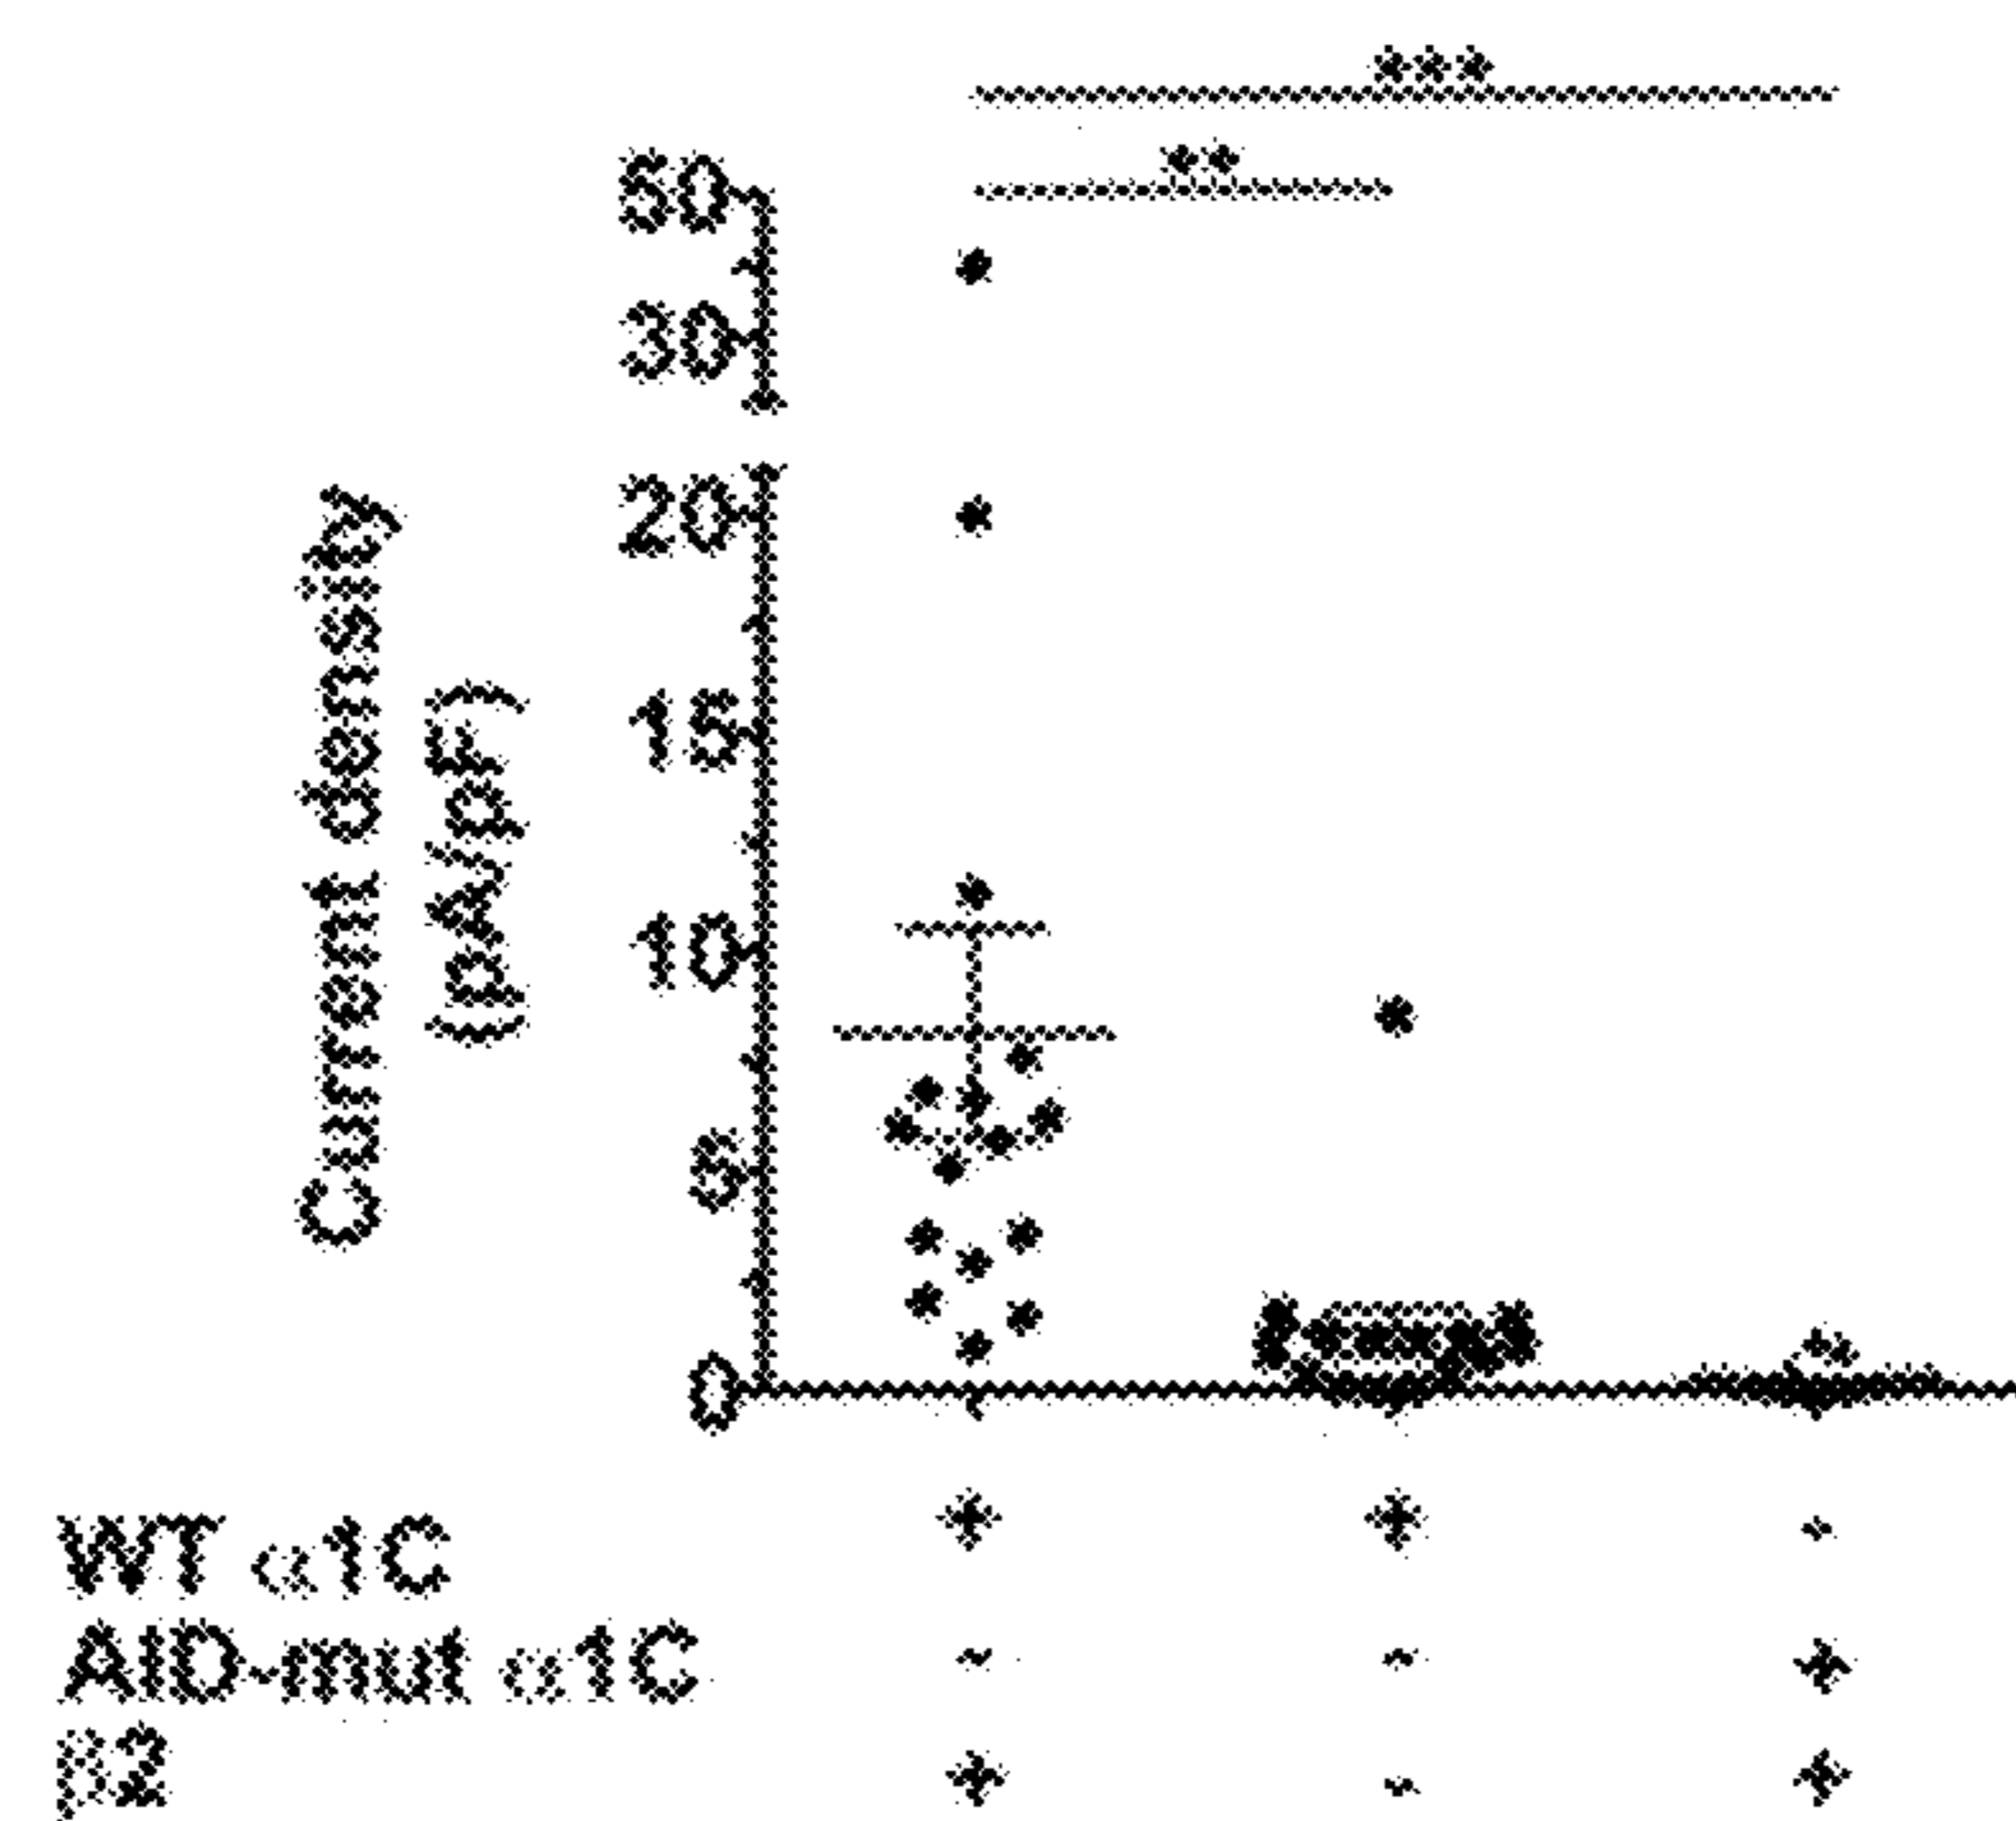 ***
**
50
30
20
15
10
5
0
Current density
(pA/pF)
WT α1C + + -
AID-mut α1C - - +
β2 + - +